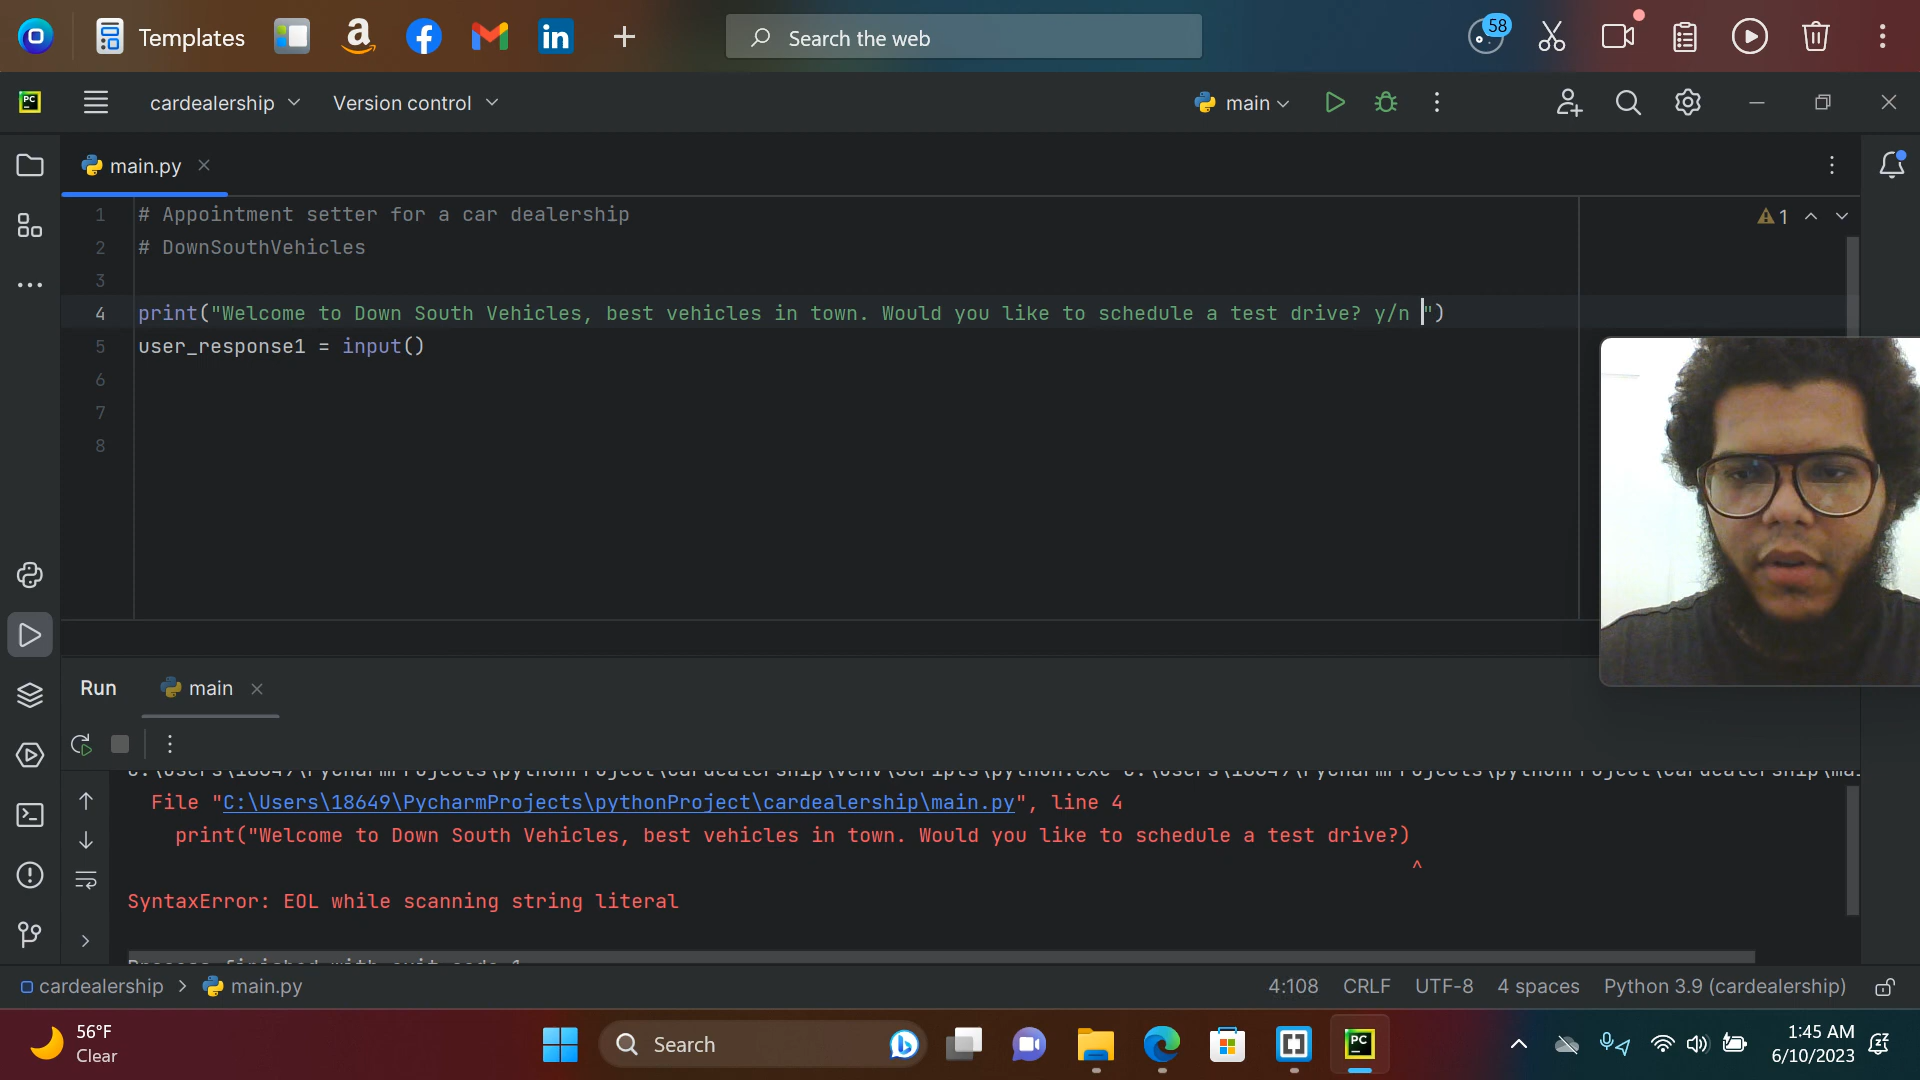 Templates
Search the web
58
PC
cardealership
Version control
main
main.py
1
1 # Appointment setter for a car dealership
2 # DownSouthVehicles
3
4 print("Welcome to Down South Vehicles, best vehicles in town. Would you like to schedule a test drive? y/n ")
5 user_response1 = input()
6
7
8
Run
main
File "C:\Users\18649\PycharmProjects\pythonProject\cardealership\main.py", line 4
print("Welcome to Down South Vehicles, best vehicles in town. Would you like to schedule a test drive?)
^
SyntaxError: EOL while scanning string literal
cardealership > main.py
4:108 CRLF UTF-8 4 spaces Python 3.9 (cardealership)
56°F
Clear
Search
PC
1:45 AM
6/10/2023